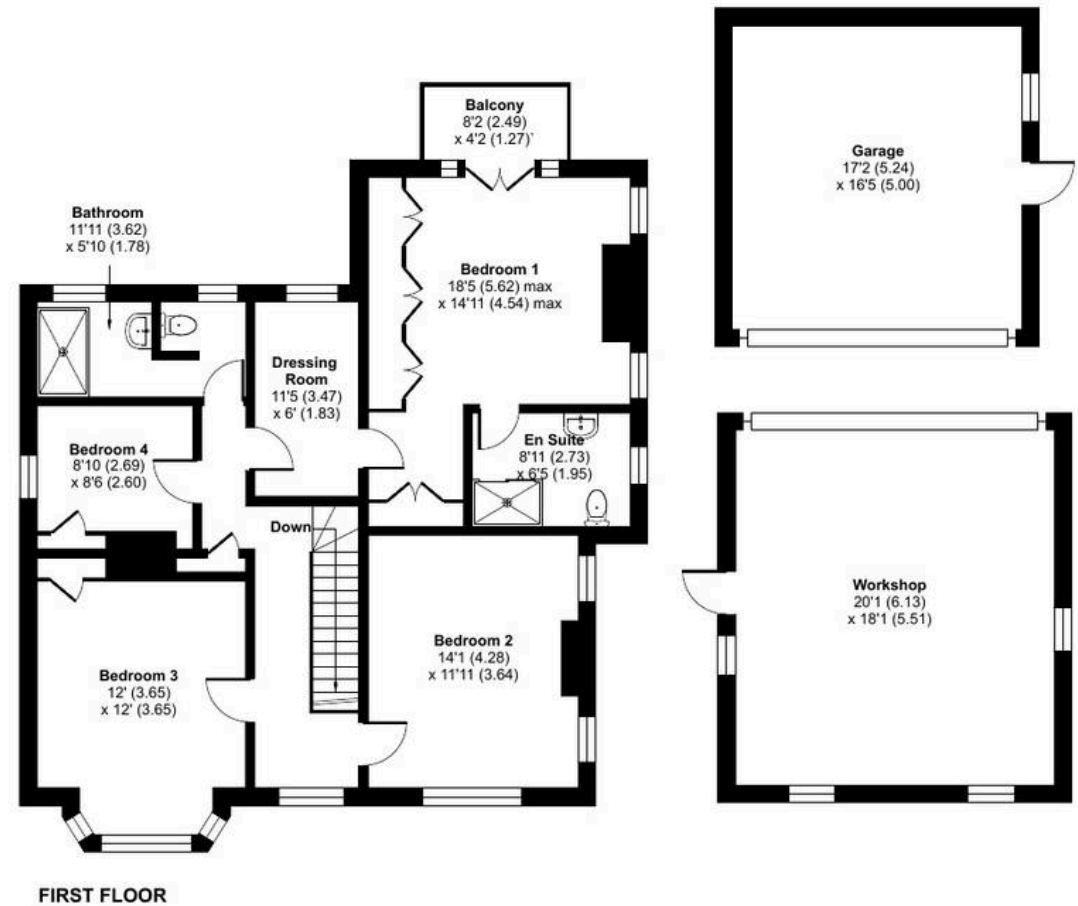 Balcony
8'2 (2.49)
x 4'2 (1.27)
Garage
17'2 (5.24)
x 16'5 (5.00)
Bathroom
11'11 (3.62)
x 5'10 (1.78)
Bedroom 1
18'5 (5.62) max
x 14'11 (4.54) max
Dressing
Room
11'5 (3.47)
x 6' (1.83)
Bedroom 4
8'10 (2.69)
x 8'6 (2.60)
En Suite
8'11 (2.73)
x 6'5 (1.95)
Down
Workshop
20'1 (6.13)
x 18'1 (5.51)
Bedroom 2
14'1 (4.28)
x 11'11 (3.64)
Bedroom 3
12' (3.65)
x 12' (3.65)
FIRST FLOOR